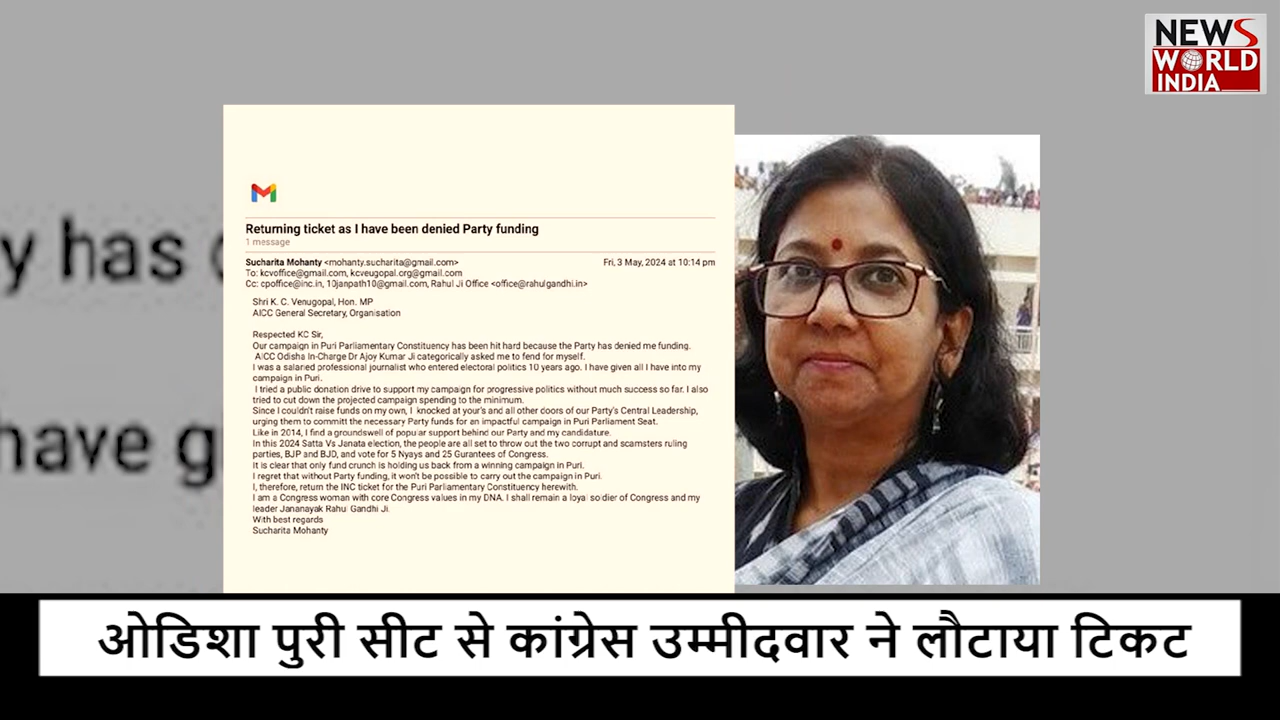 NEWS
WORLD
INDIA
y has
have g
Returning ticket as I have been denied Party funding
1 message
Sucharita Mohanty <mohanty.sucharita@gmail.com> Fri, 3 May, 2024 at 10:14 pm
To: kcvoffice@gmail.com, kcveugopal.org@gmail.com
Cc: cpoffice@inc.in, 10janpath10@gmail.com, Rahul Ji Office <office@rahulgandhi.in>
Shri K. C. Venugopal, Hon. MP
AICC General Secretary, Organisation
Respected KC Sir,
Our campaign in Puri Parliamentary Constituency has been hit hard because the Party has denied me funding.
AICC Odisha In-Charge Dr Ajoy Kumar Ji categorically asked me to fend for myself.
I was a salaried professional journalist who entered electoral politics 10 years ago. I have given all I have into my
campaign in Puri.
I tried a public donation drive to support my campaign for progressive politics without much success so far. I also
tried to cut down the projected campaign spending to the minimum.
Since I couldn't raise funds on my own, I knocked at your's and all other doors of our Party's Central Leadership,
urging them to committ the necessary Party funds for an impactful campaign in Puri Parliament Seat.
Like in 2014, I find a groundswell of popular support behind our Party and my candidature.
In this 2024 Satta Vs Janata election, the people are all set to throw out the two corrupt and scamsters ruling
parties, BJP and BJD, and vote for 5 Nyays and 25 Gurantees of Congress.
It is clear that only fund crunch is holding us back from a winning campaign in Puri.
I regret that without Party funding, it won't be possible to carry out the campaign in Puri.
I, therefore, return the INC ticket for the Puri Parliamentary Constituency herewith.
I am a Congress woman with core Congress values in my DNA. I shall remain a loyal soldier of Congress and my
leader Jananayak Rahul Gandhi Ji.
With best regards
Sucharita Mohanty
ओडिशा पुरी सीट से कांग्रेस उम्मीदवार ने लौटाया टिकट